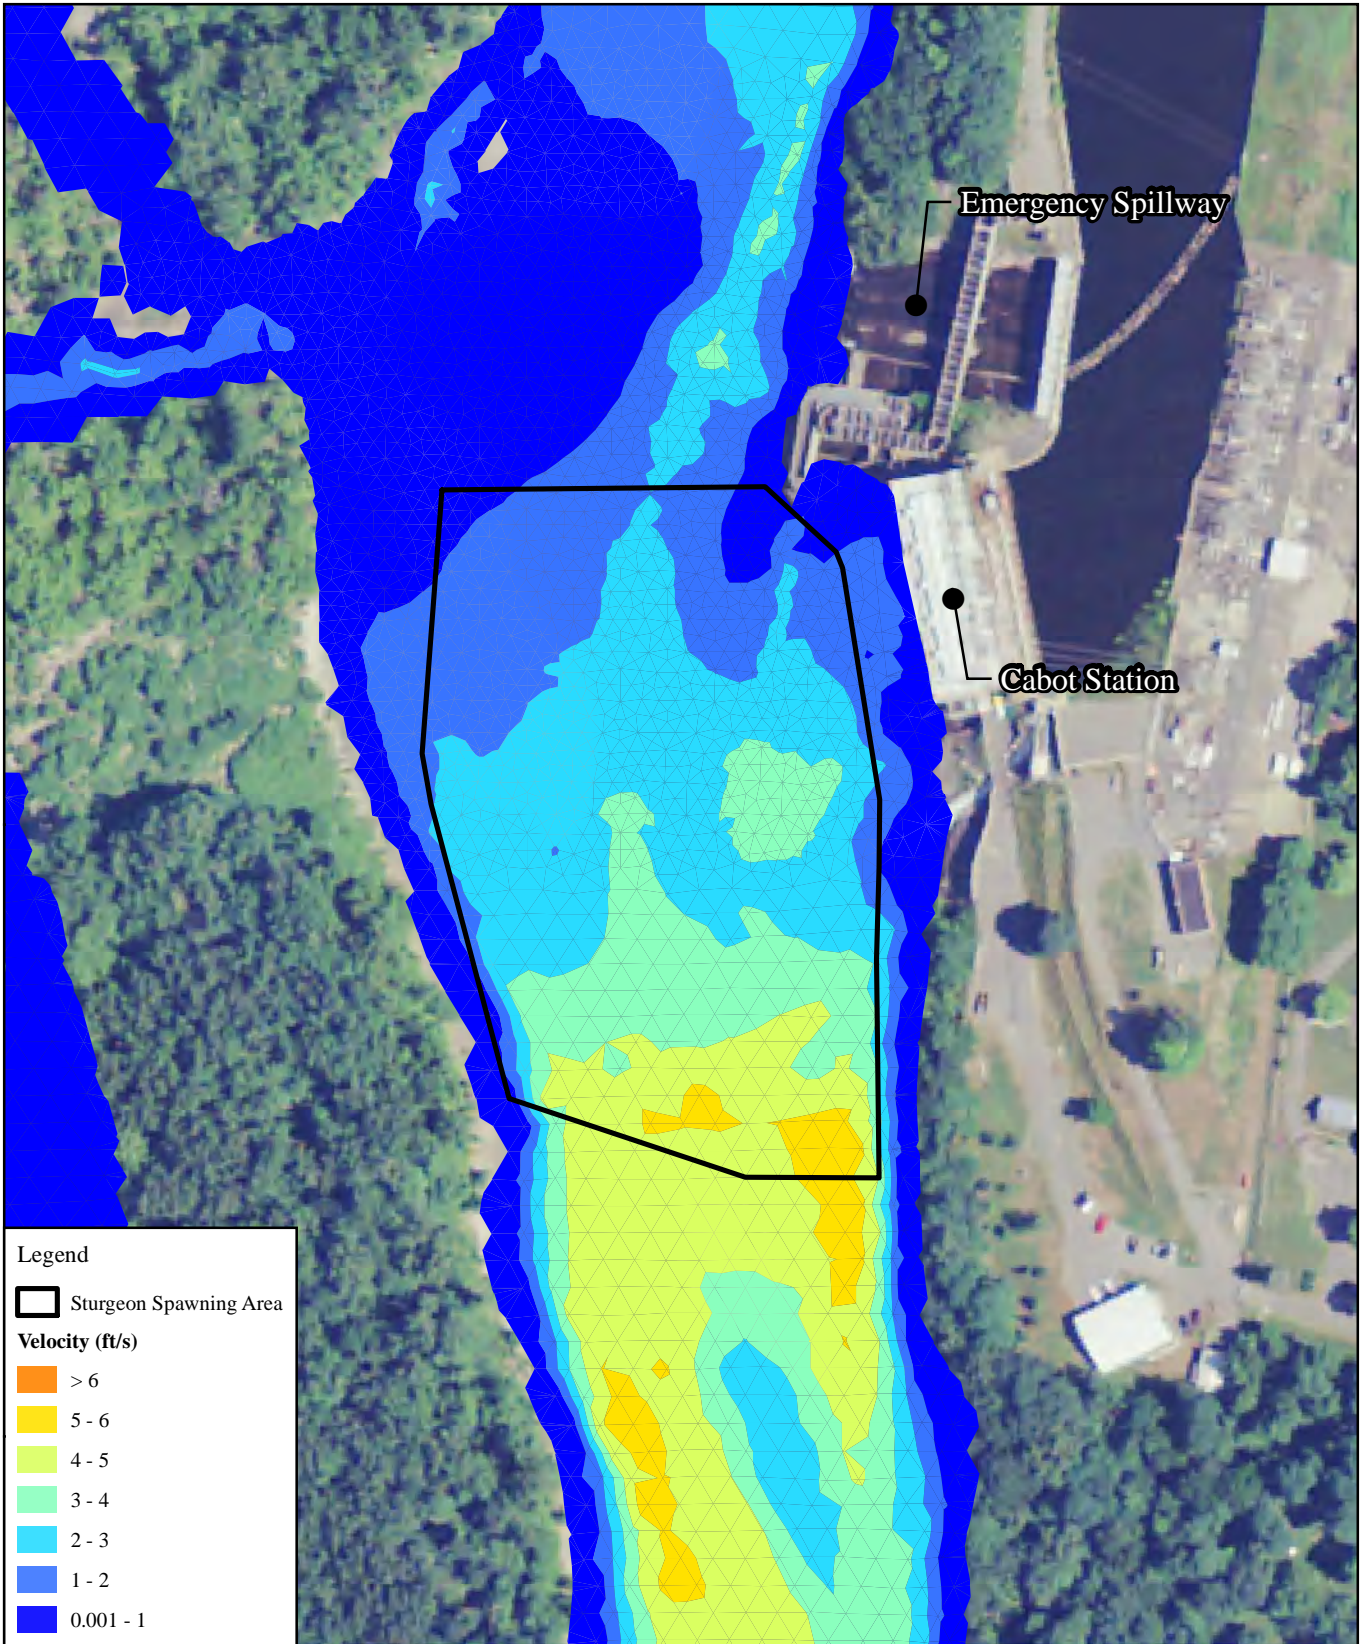 Emergency Spillway
Cabot Station
Legend
Sturgeon Spawning Area
Velocity (ft/s)
> 6
5 - 6
4 - 5
3 - 4
2 - 3
1 - 2
0.001 - 1